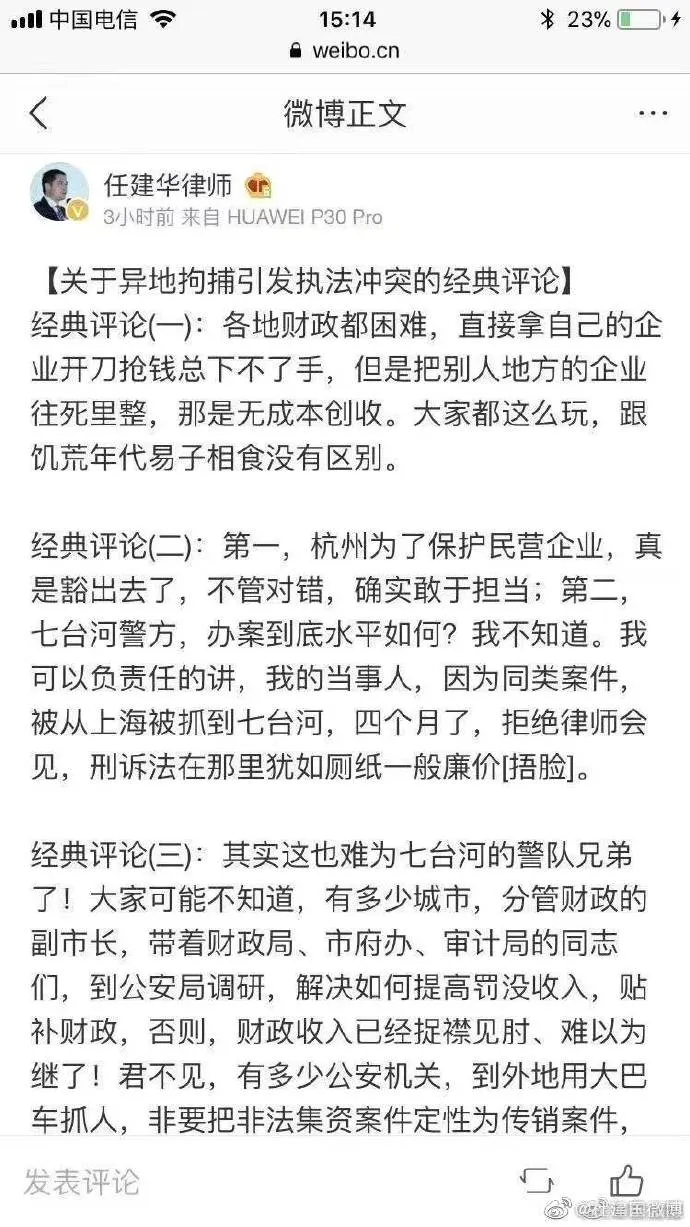 中国电信
15:14
23%
weibo.cn
微博正文
任建华律师
3小时前 来自 HUAWEI P30 Pro
【关于异地拘捕引发执法冲突的经典评论】
经典评论(一)：各地财政都困难，直接拿自己的企
业开刀抢钱总下不了手，但是把别人地方的企业
往死里整，那是无成本创收。大家都这么玩，跟
饥荒年代易子相食没有区别。
经典评论(二)：第一，杭州为了保护民营企业，真
是豁出去了，不管对错，确实敢于担当；第二，
七台河警方，办案到底水平如何？我不知道。我
可以负责任的讲，我的当事人，因为同类案件，
被从上海被抓到七台河，四个月了，拒绝律师会
见，刑诉法在那里犹如厕纸一般廉价[捂脸]。
经典评论(三)：其实这也难为七台河的警队兄弟
了！大家可能不知道，有多少城市，分管财政的
副市长，带着财政局、市府办、审计局的同志
们，到公安局调研，解决如何提高罚没收入，贴
补财政，否则，财政收入已经捉襟见肘、难以为
继了！君不见，有多少公安机关，到外地用大巴
车抓人，非要把非法集资案件定性为传销案件，
发表评论